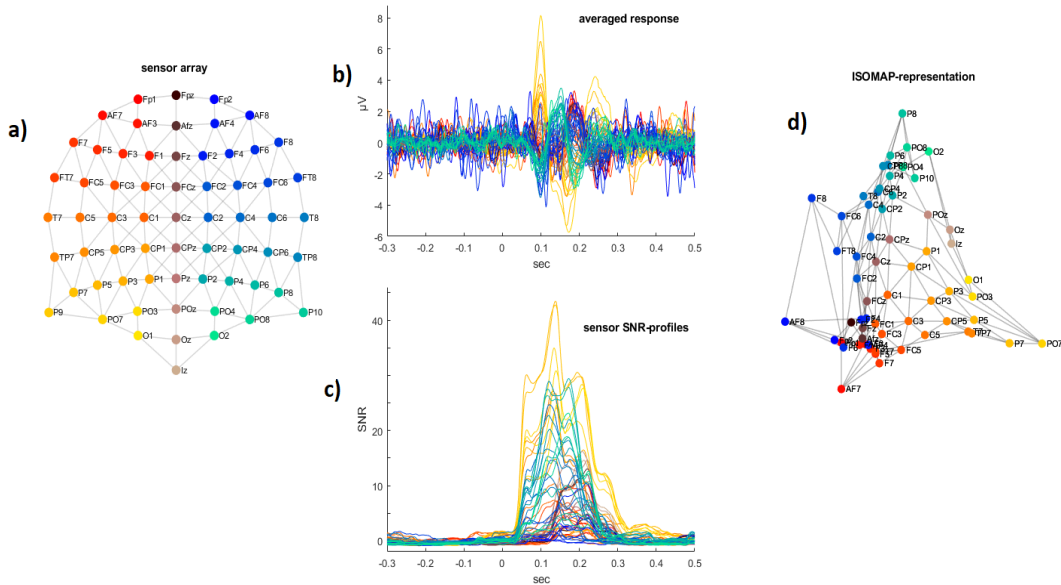 a)
sensor array
Fp1 Fpz Fp2
AF7 AF3 Afz AF4 AF8
F7 F5 F3 F1 Fz F2 F4 F6 F8
FT7 FC5 FC3 FC1 FCz FC2 FC4 FC6 FT8
T7 C5 C3 C1 Cz C2 C4 C6 T8
TP7 CP5 CP3 CP1 CPz CP2 CP4 CP6 TP8
P7 P5 P3 P1 Pz P2 P4 P6 P8
P9 PO7 PO3 POz PO4 PO8 P10
O1 Oz O2
Iz
b)
averaged response
μV
8
6
4
2
0
-2
-4
-6
-0.3 -0.2 -0.1 0 0.1 0.2 0.3 0.4 0.5
sec
c)
sensor SNR-profiles
SNR
40
30
20
10
0
-0.3 -0.2 -0.1 0 0.1 0.2 0.3 0.4 0.5
sec
d)
ISOMAP-representation
P8
PO8 O2
P6
PO4
P4 P10
CP4
T8 P2
F8 C4 CP2
FC6 POz
C2 CPz Oz
FT8 P1 Iz
FC4 Cz CP1
FC2 O1
P3 PO3
FCz C1 CP3
AF8 FC1 C3 CP5 P5
Fz FC3 C5 TP7
Afz P7 PO7
FC5
F7
AF7